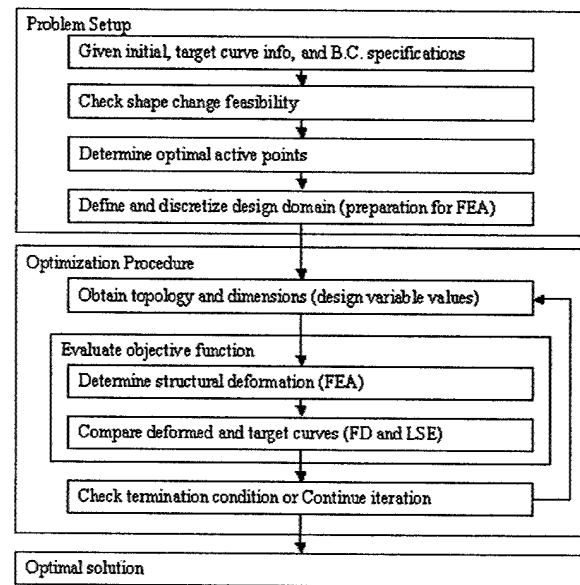 Problem Setup
Given initial, target curve info, and B.C. specifications
Check shape change feasibility
Determine optimal active points
Define and discretize design domain (preparation for FEA)
Optimization Procedure
Obtain topology and dimensions (design variable values)
Evaluate objective function
Determine structural deformation (FEA)
Compare deformed and target curves (FD and LSE)
Check termination condition or Continue iteration
Optimal solution